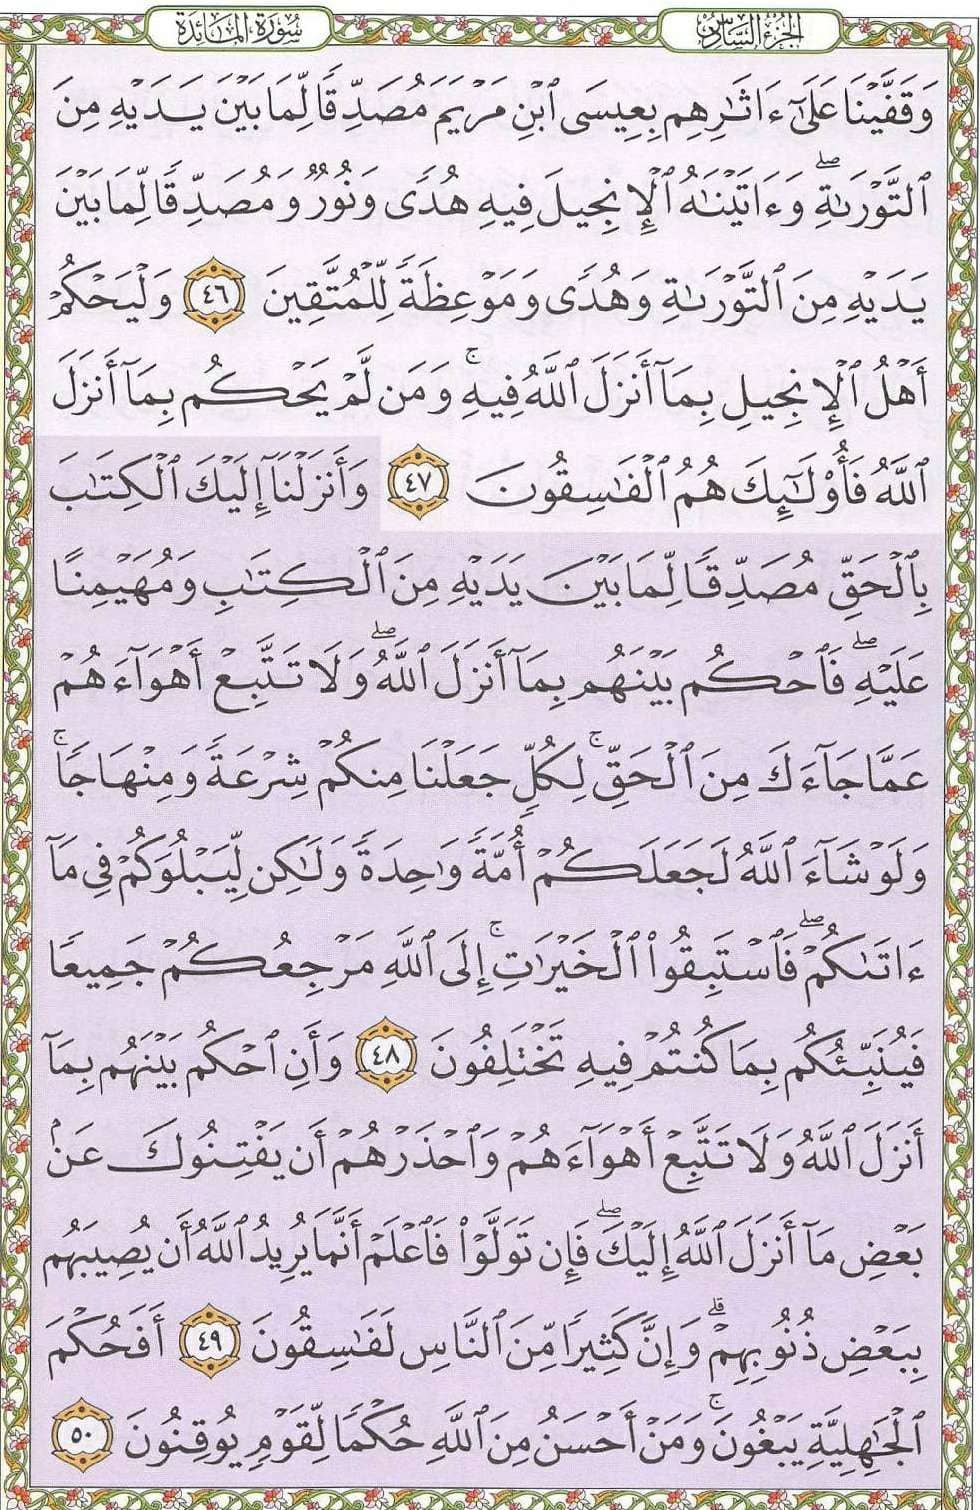 الجزء السادس
سورة المائدة
وَقَفَّيْنَا عَلَىٰٓ ءَاثَٰرِهِم بِعِيسَى ٱبْنِ مَرْيَمَ مُصَدِّقًا لِّمَا بَيْنَ يَدَيْهِ مِنَ
ٱلتَّوْرَىٰةِ ۖ وَءَاتَيْنَٰهُ ٱلْإِنجِيلَ فِيهِ هُدًى وَنُورٌ وَمُصَدِّقًا لِّمَا بَيْنَ
يَدَيْهِ مِنَ ٱلتَّوْرَىٰةِ وَهُدًى وَمَوْعِظَةً لِّلْمُتَّقِينَ ٤٦ وَلْيَحْكُمْ
أَهْلُ ٱلْإِنجِيلِ بِمَآ أَنزَلَ ٱللَّهُ فِيهِ ۚ وَمَن لَّمْ يَحْكُم بِمَآ أَنزَلَ
ٱللَّهُ فَأُو۟لَٰٓئِكَ هُمُ ٱلْفَٰسِقُونَ ٤٧ وَأَنزَلْنَآ إِلَيْكَ ٱلْكِتَٰبَ
بِٱلْحَقِّ مُصَدِّقًا لِّمَا بَيْنَ يَدَيْهِ مِنَ ٱلْكِتَٰبِ وَمُهَيْمِنًا
عَلَيْهِ ۖ فَٱحْكُم بَيْنَهُم بِمَآ أَنزَلَ ٱللَّهُ ۖ وَلَا تَتَّبِعْ أَهْوَآءَهُمْ
عَمَّا جَآءَكَ مِنَ ٱلْحَقِّ ۚ لِكُلٍّ جَعَلْنَا مِنكُمْ شِرْعَةً وَمِنْهَاجًا ۚ
وَلَوْ شَآءَ ٱللَّهُ لَجَعَلَكُمْ أُمَّةً وَٰحِدَةً وَلَٰكِن لِّيَبْلُوَكُمْ فِى مَآ
ءَاتَىٰكُمْ ۖ فَٱسْتَبِقُوا۟ ٱلْخَيْرَٰتِ ۚ إِلَى ٱللَّهِ مَرْجِعُكُمْ جَمِيعًا
فَيُنَبِّئُكُم بِمَا كُنتُمْ فِيهِ تَخْتَلِفُونَ ٤٨ وَأَنِ ٱحْكُم بَيْنَهُم بِمَآ
أَنزَلَ ٱللَّهُ وَلَا تَتَّبِعْ أَهْوَآءَهُمْ وَٱحْذَرْهُمْ أَن يَفْتِنُوكَ عَنۢ
بَعْضِ مَآ أَنزَلَ ٱللَّهُ إِلَيْكَ ۖ فَإِن تَوَلَّوْا۟ فَٱعْلَمْ أَنَّمَا يُرِيدُ ٱللَّهُ أَن يُصِيبَهُم
بِبَعْضِ ذُنُوبِهِمْ ۗ وَإِنَّ كَثِيرًا مِّنَ ٱلنَّاسِ لَفَٰسِقُونَ ٤٩ أَفَحُكْمَ
ٱلْجَٰهِلِيَّةِ يَبْغُونَ ۚ وَمَنْ أَحْسَنُ مِنَ ٱللَّهِ حُكْمًا لِّقَوْمٍ يُوقِنُونَ ٥٠